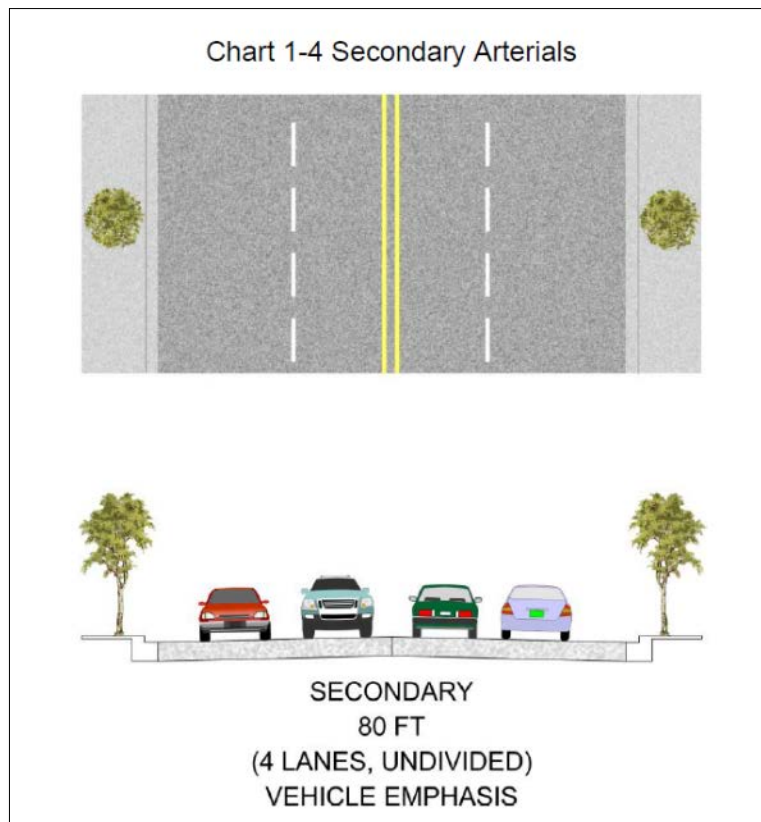 Chart 1-4 Secondary Arterials
SECONDARY
80 FT
(4 LANES, UNDIVIDED)
VEHICLE EMPHASIS